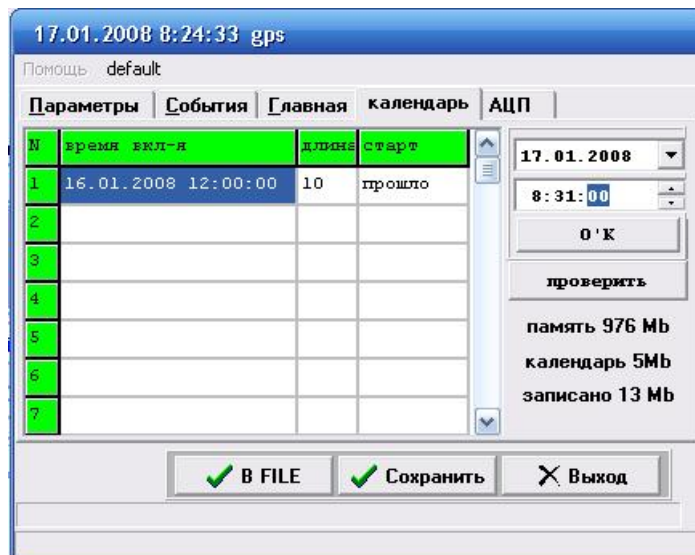 17.01.2008 8:24:33 gps
Помощь default
Параметры События Главная календарь АЦП
N время вкл-я длина старт
1 16.01.2008 12:00:00 10 прошло
2
3
4
5
6
7
17.01.2008
8:31:00
О'К
проверить
память 976 Mb
календарь 5Mb
записано 13 Mb
В FILE Сохранить Выход